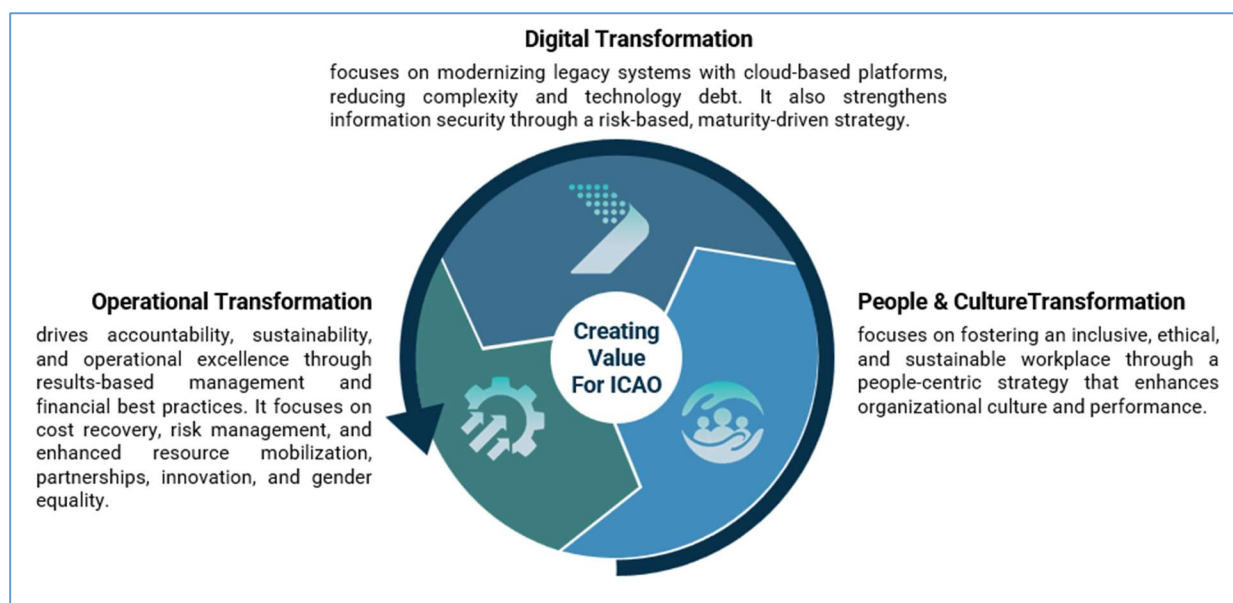 Digital Transformation
focuses on modernizing legacy systems with cloud-based platforms,
reducing complexity and technology debt. It also strengthens
information security through a risk-based, maturity-driven strategy.
Operational Transformation
drives accountability, sustainability,
and operational excellence through
results-based management and
financial best practices. It focuses on
cost recovery, risk management, and
enhanced resource mobilization,
partnerships, innovation, and gender
equality.
Creating
Value
For ICAO
People & CultureTransformation
focuses on fostering an inclusive, ethical,
and sustainable workplace through a
people-centric strategy that enhances
organizational culture and performance.